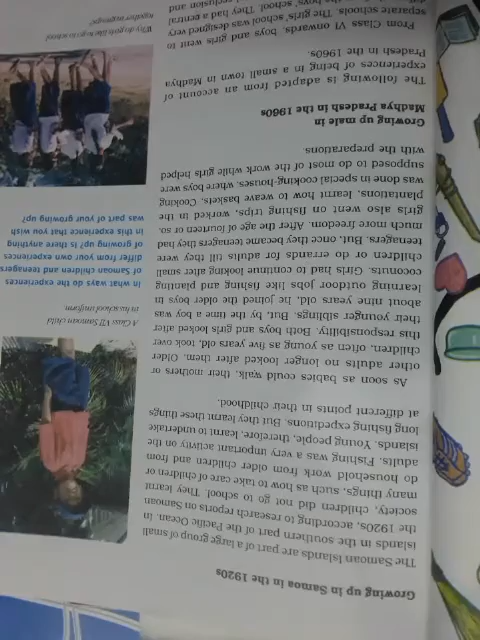 Growing up in Samoa in the 1920s
The Samoan Islands are part of a large group of small
islands in the southern part of the Pacific Ocean. In
the 1920s, according to research reports on Samoan
society, children did not go to school. They learnt
many things, such as how to take care of children or
do household work from older children and from
adults. Fishing was a very important activity on the
islands. Young people, therefore, learnt to undertake
long fishing expeditions. But they learnt these things
at different points in their childhood.
As soon as babies could walk, their mothers or
other adults no longer looked after them. Older
children, often as young as five years old, took over
this responsibility. Both boys and girls looked after
their younger siblings. But, by the time a boy was
about nine years old, he joined the older boys in
learning outdoor jobs like fishing and planting
coconuts. Girls had to continue looking after small
children or do errands for adults till they were
teenagers. But, once they became teenagers they had
much more freedom. After the age of fourteen or so,
girls also went on fishing trips, worked in the
plantations, learnt how to weave baskets. Cooking
was done in special cooking-houses, where boys were
supposed to do most of the work while girls helped
with the preparations.
Growing up male in
Madhya Pradesh in the 1960s
The following is adapted from an account of
experiences of being in a small town in Madhya
Pradesh in the 1960s.
From Class VI onwards, boys and girls went to
separate schools. The girls' school was designed very
the boys' school. They had a central
seclusion and
A Class VII Samoan child
in his school uniform.
In what ways do the experiences
of Samoan children and teenagers
differ from your own experiences
of growing up? Is there anything
in this experience that you wish
was part of your growing up?
Why do girls like to go to school
together in groups?